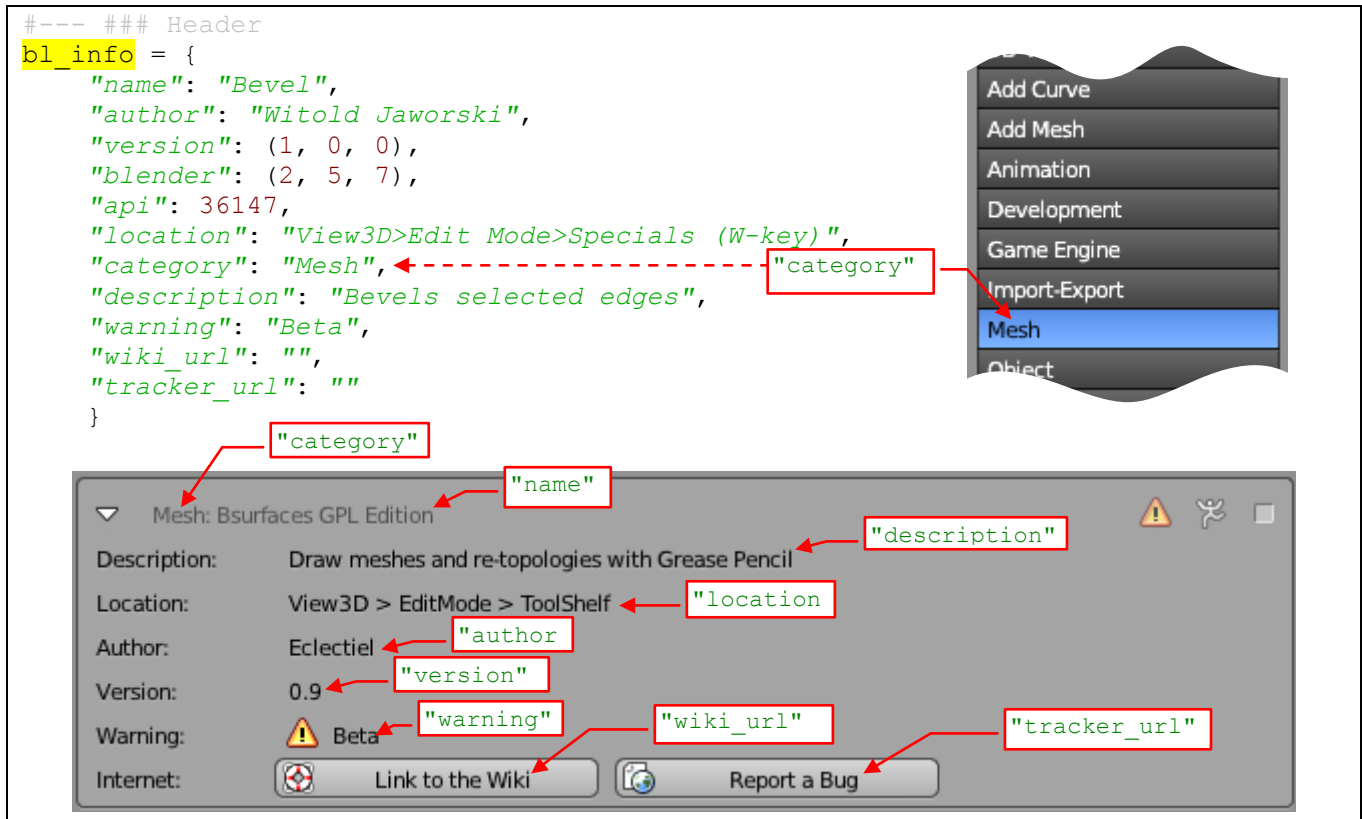 #--- ### Header
bl_info = {
"name": "Bevel",
"author": "Witold Jaworski",
"version": (1, 0, 0),
"blender": (2, 5, 7),
"api": 36147,
"location": "View3D>Edit Mode>Specials (W-key)",
"category": "Mesh",
"description": "Bevels selected edges",
"warning": "Beta",
"wiki_url": "",
"tracker_url": ""
}
"category"
Add Curve
Add Mesh
Animation
Development
Game Engine
Import-Export
Mesh
Object
"category"
"name"
Mesh: Bsurfaces GPL Edition
"description"
Description: Draw meshes and re-topologies with Grease Pencil
Location: View3D > EditMode > ToolShelf
"location
Author: Eclectiel
"author
Version: 0.9
"version"
Warning: Beta
"warning"
"wiki_url"
"tracker_url"
Internet: Link to the Wiki Report a Bug